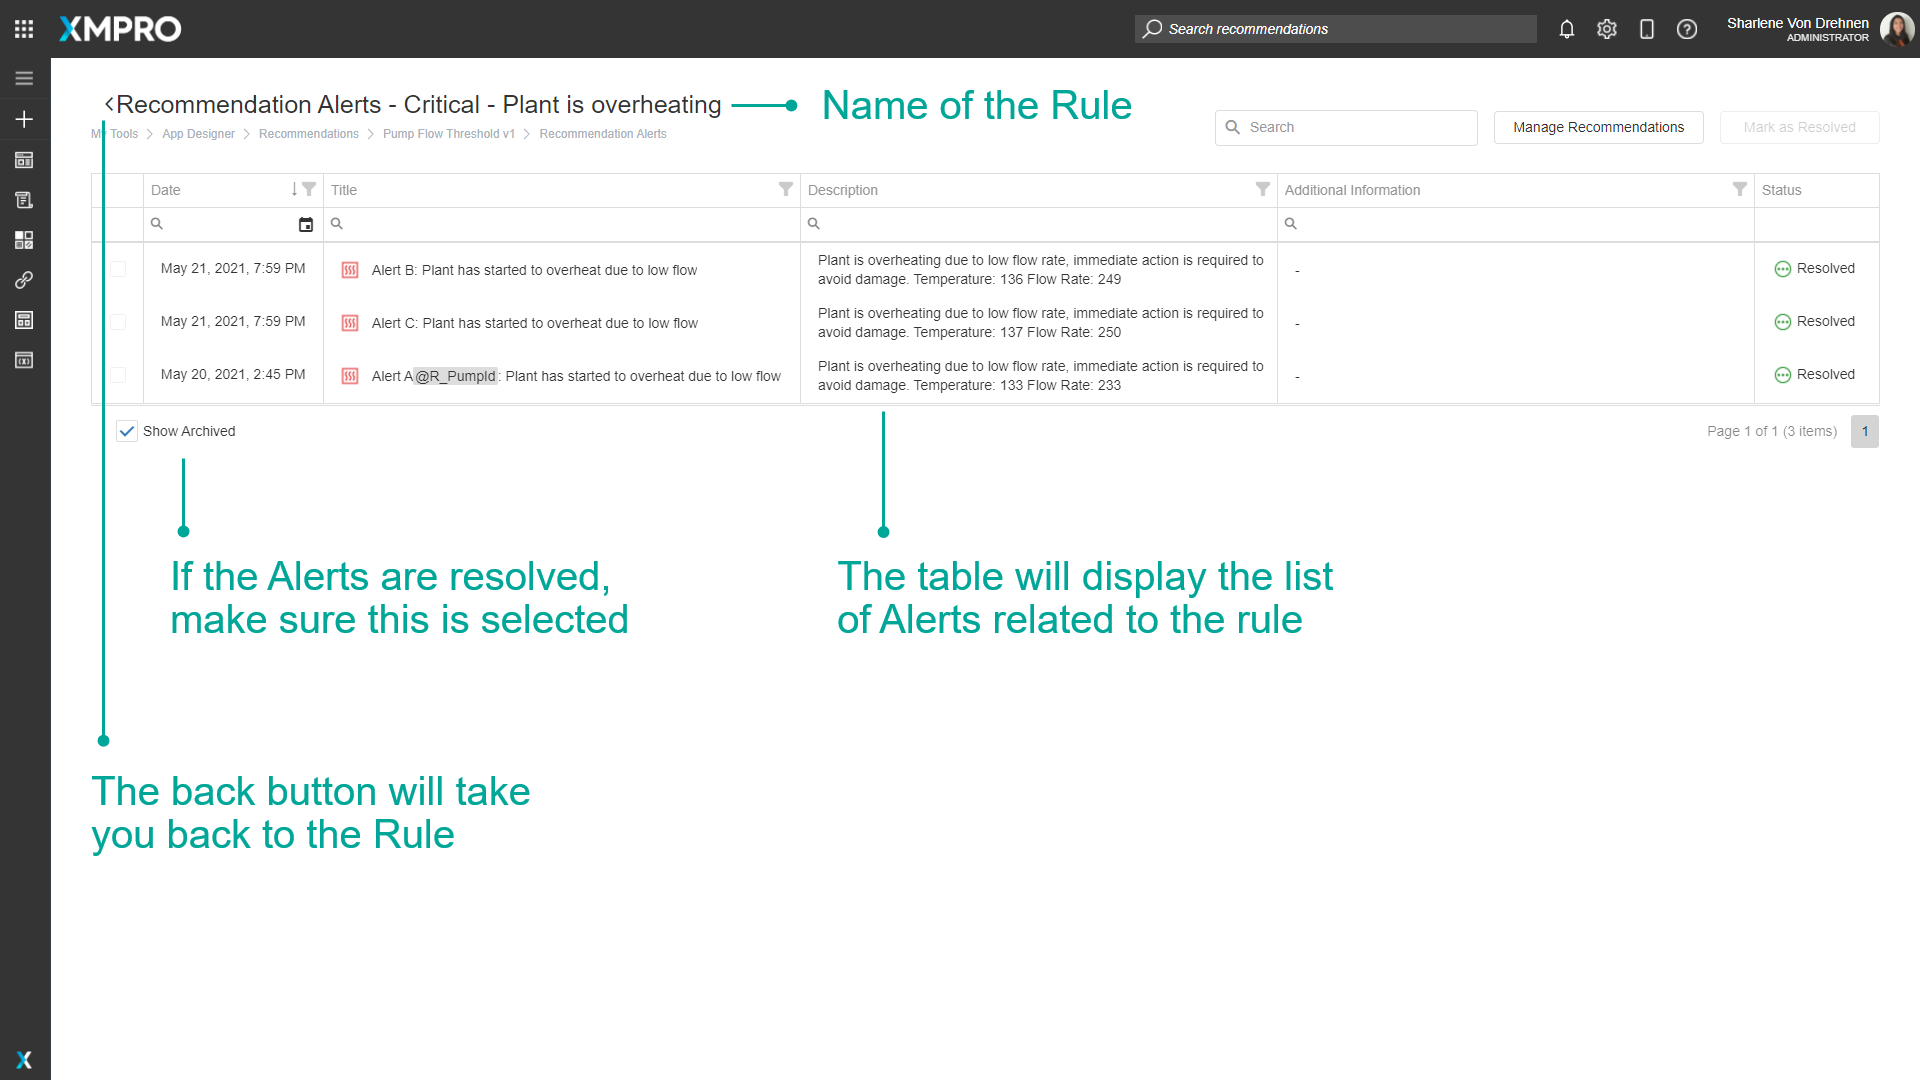 XMPRO
Search recommendations
Sharlene Von Drehnen
ADMINISTRATOR
Recommendation Alerts - Critical - Plant is overheating
Name of the Rule
My Tools > App Designer > Recommendations > Pump Flow Threshold v1 > Recommendation Alerts
Search
Manage Recommendations
Mark as Resolved
Date Title Description Additional Information Status
May 21, 2021, 7:59 PM
Alert B: Plant has started to overheat due to low flow
Plant is overheating due to low flow rate, immediate action is required to
avoid damage. Temperature: 136 Flow Rate: 249
-
Resolved
May 21, 2021, 7:59 PM
Alert C: Plant has started to overheat due to low flow
Plant is overheating due to low flow rate, immediate action is required to
avoid damage. Temperature: 137 Flow Rate: 250
-
Resolved
May 20, 2021, 2:45 PM
Alert A@R_PumpId: Plant has started to overheat due to low flow
Plant is overheating due to low flow rate, immediate action is required to
avoid damage. Temperature: 133 Flow Rate: 233
-
Resolved
Show Archived
Page 1 of 1 (3 items) 1
If the Alerts are resolved,
make sure this is selected
The table will display the list
of Alerts related to the rule
The back button will take
you back to the Rule
X